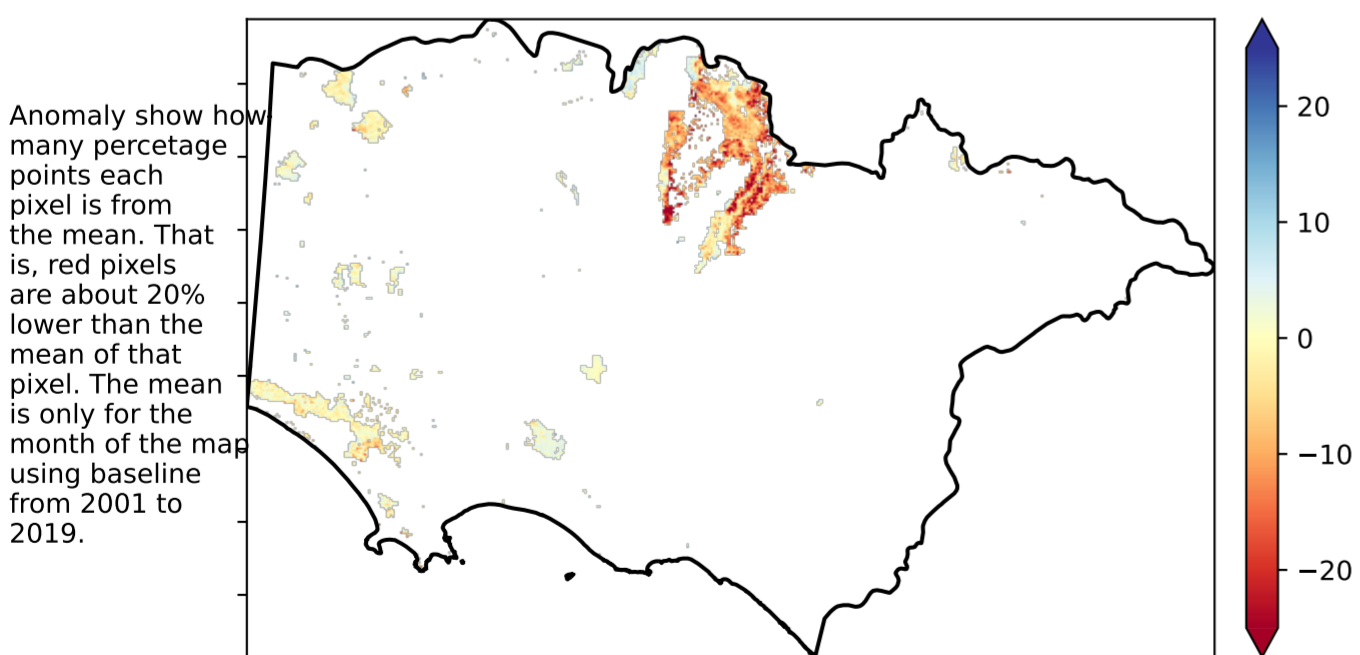 Anomaly show how
many percetage
points each
pixel is from
the mean. That
is, red pixels
are about 20%
lower than the
mean of that
pixel. The mean
is only for the
month of the map
using baseline
from 2001 to
2019.
20
10
0
−10
−20